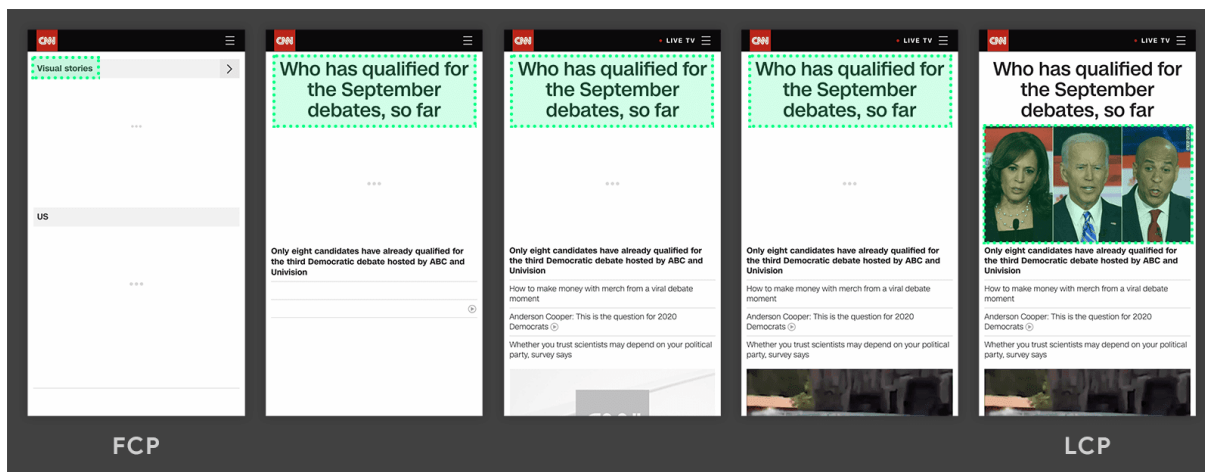 CNN
Visual stories
US
CNN
Who has qualified for
the September
debates, so far
Only eight candidates have already qualified for
the third Democratic debate hosted by ABC and
Univision
CNN
LIVE TV
Who has qualified for
the September
debates, so far
Only eight candidates have already qualified for
the third Democratic debate hosted by ABC and
Univision
How to make money with merch from a viral debate
moment
Anderson Cooper: This is the question for 2020
Democrats
Whether you trust scientists may depend on your political
party, survey says
CNN
LIVE TV
Who has qualified for
the September
debates, so far
Only eight candidates have already qualified for
the third Democratic debate hosted by ABC and
Univision
How to make money with merch from a viral debate
moment
Anderson Cooper: This is the question for 2020
Democrats
Whether you trust scientists may depend on your political
party, survey says
CNN
LIVE TV
Who has qualified for
the September
debates, so far
Only eight candidates have already qualified for
the third Democratic debate hosted by ABC and
Univision
How to make money with merch from a viral debate
moment
Anderson Cooper: This is the question for 2020
Democrats
Whether you trust scientists may depend on your political
party, survey says
FCP
LCP